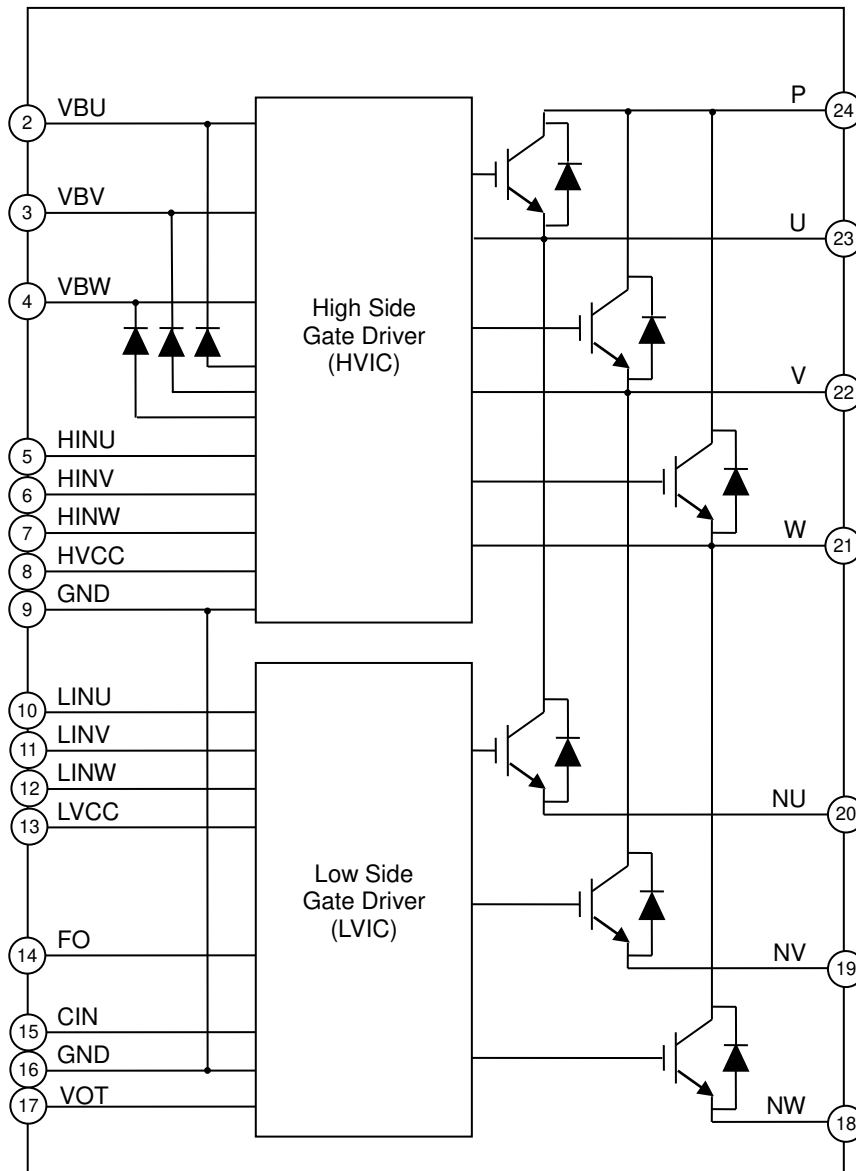 2 VBU
3 VBV
4 VBW
High Side
Gate Driver
(HVIC)
5 HINU
6 HINV
7 HINW
8 HVCC
9 GND
10 LINU
11 LINV
12 LINW
13 LVCC
Low Side
Gate Driver
(LVIC)
14 FO
15 CIN
16 GND
17 VOT
P 24
U 23
V 22
W 21
NU 20
NV 19
NW 18